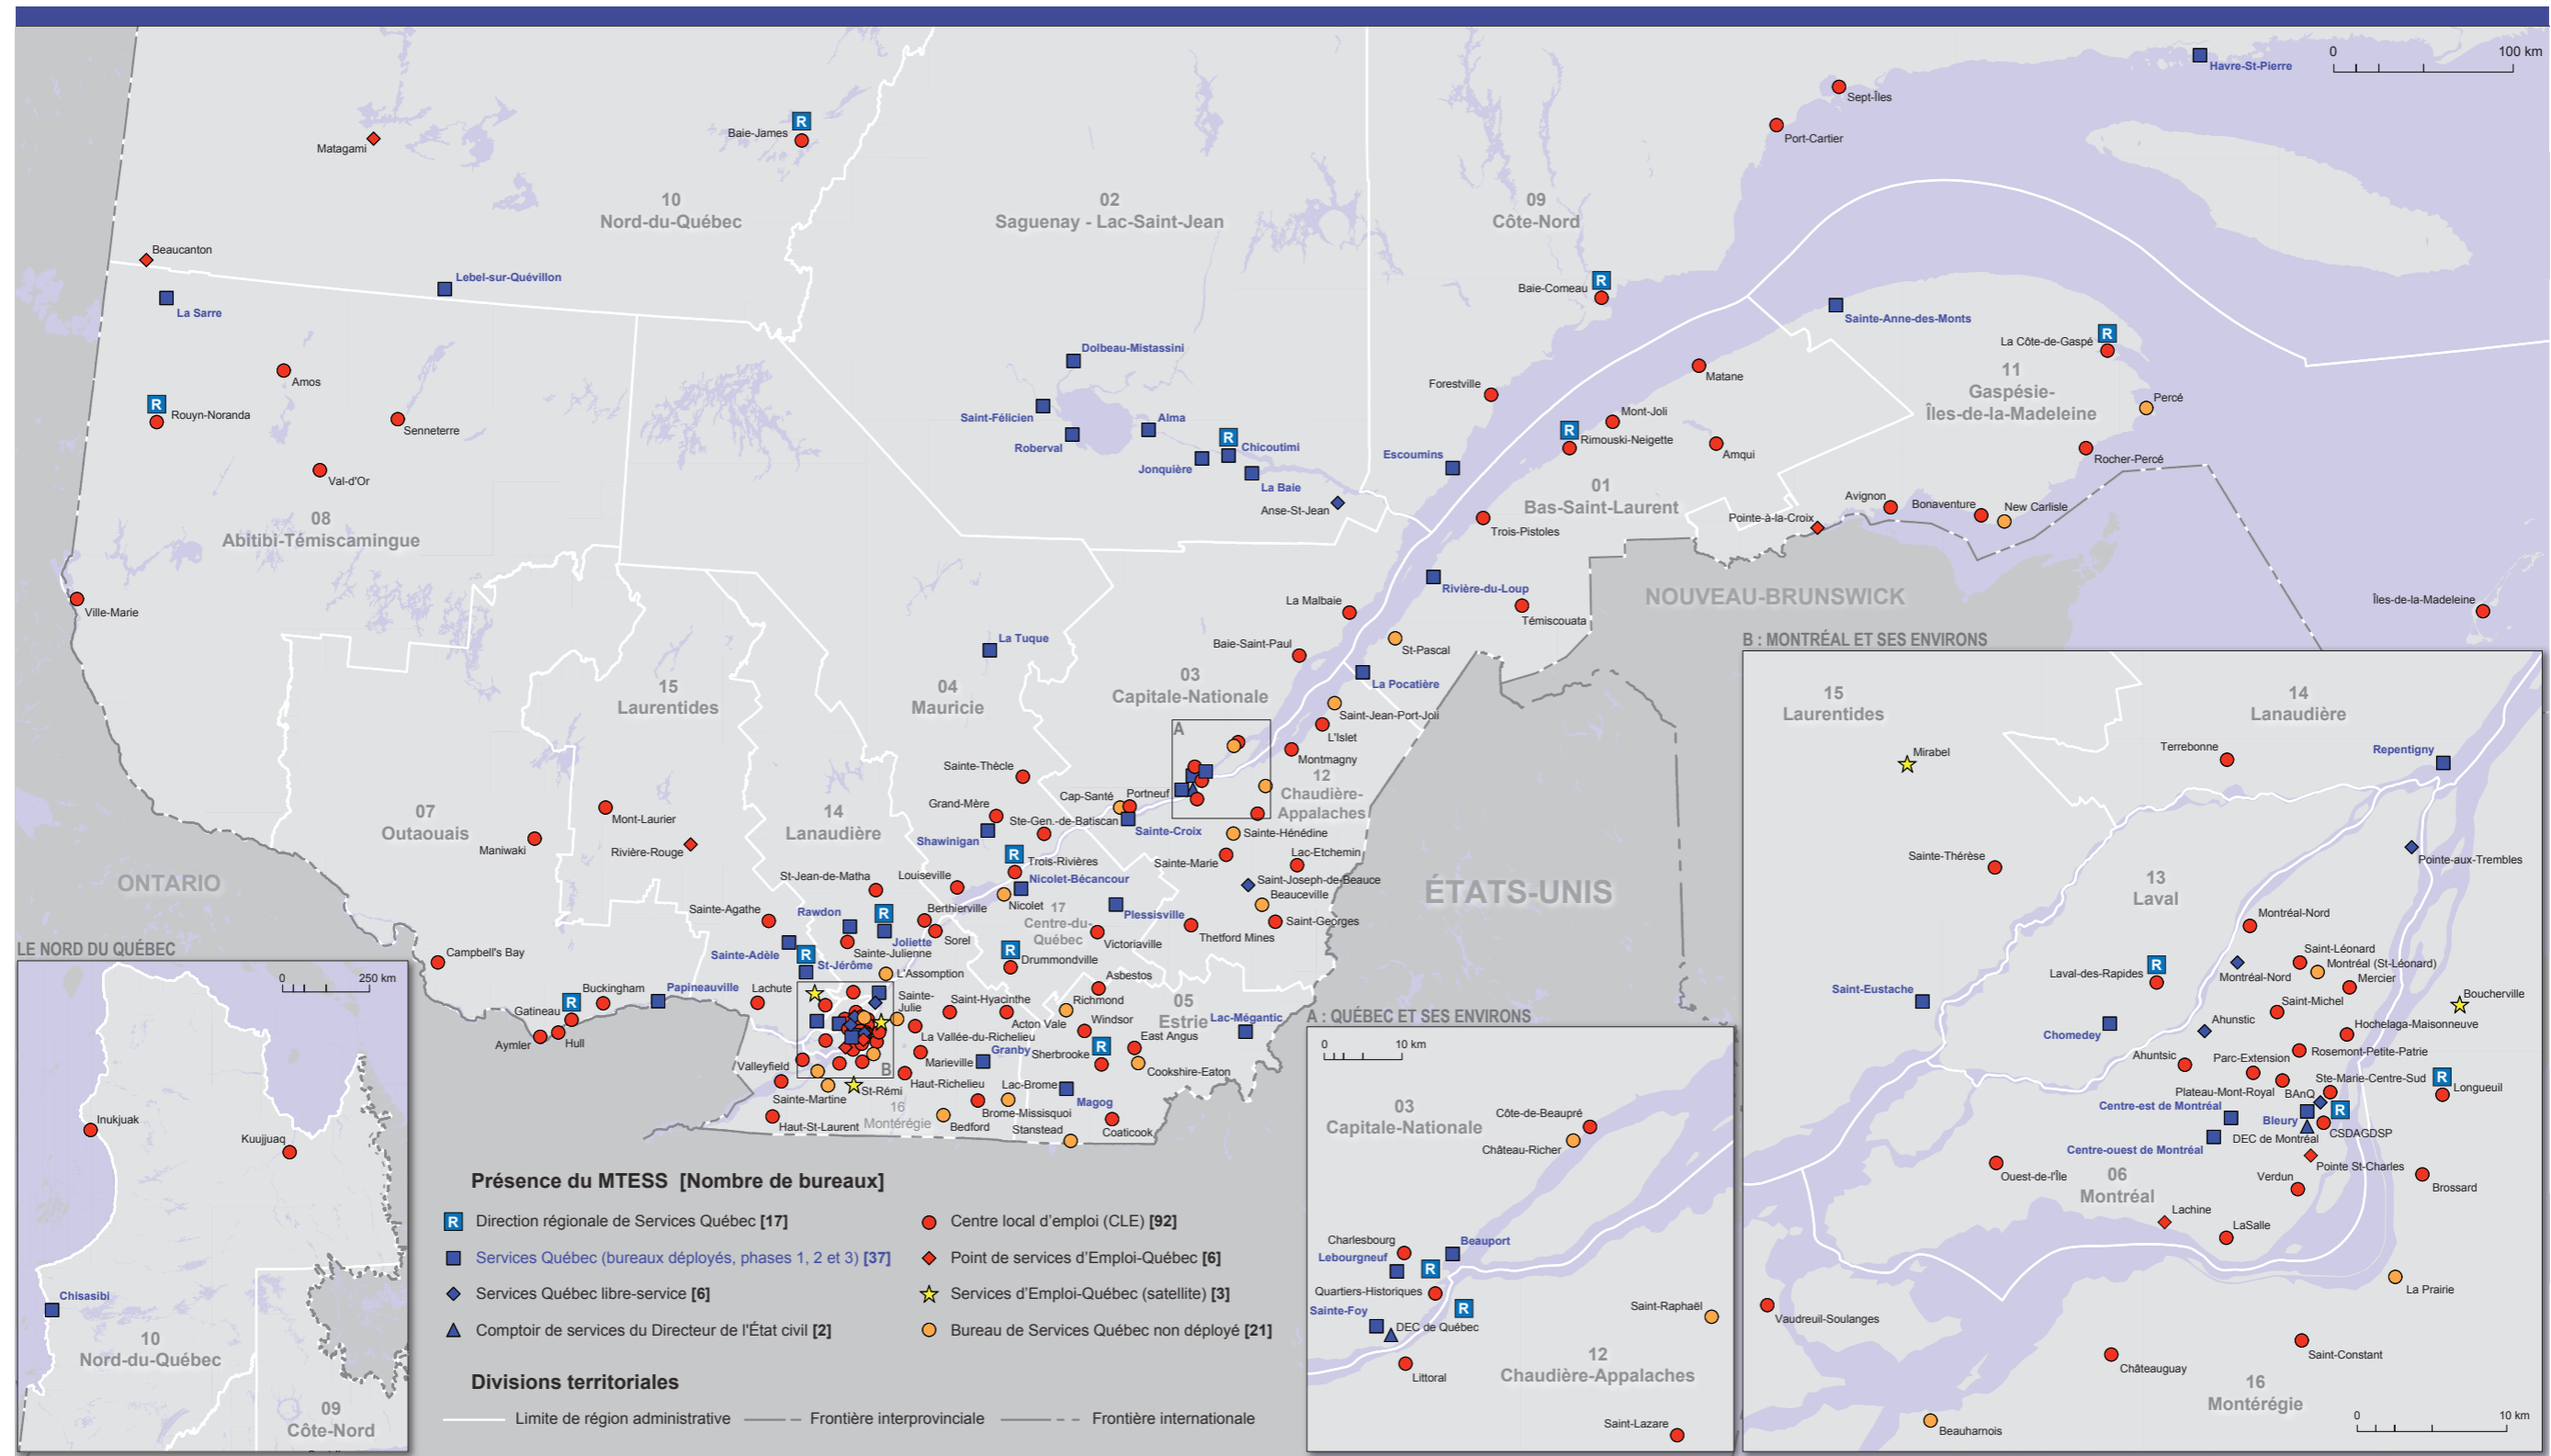 0
100 km
Havre-St-Pierre
Sept-Îles
Port-Cartier
R
Baie-James
Matagami
10
Nord-du-Québec
02
Saguenay - Lac-Saint-Jean
09
Côte-Nord
Beaucanton
Lebel-sur-Quévillon
La Sarre
R
Baie-Comeau
Sainte-Anne-des-Monts
R
La Côte-de-Gaspé
Dolbeau-Mistassini
Amos
Matane
11
Gaspésie-
Îles-de-la-Madeleine
Forestville
Percé
R
Rouyn-Noranda
Senneterre
Saint-Félicien
Alma
Roberval
R
Chicoutimi
Jonquière
La Baie
Anse-St-Jean
Mont-Joli
R
Rimouski-Neigette
Amqui
Escoumins
Rocher-Percé
Val-d'Or
01
Bas-Saint-Laurent
Avignon
Bonaventure
New Carlisle
Pointe-à-la-Croix
Trois-Pistoles
08
Abitibi-Témiscamingue
Ville-Marie
Rivière-du-Loup
NOUVEAU-BRUNSWICK
La Malbaie
Témiscouata
Îles-de-la-Madeleine
La Tuque
Baie-Saint-Paul
St-Pascal
La Pocatière
15
Laurentides
04
Mauricie
03
Capitale-Nationale
Saint-Jean-Port-Joli
L'Islet
A
Montmagny
12
Chaudière-
Appalaches
Sainte-Thècle
Grand-Mère
Cap-Santé
Portneuf
Ste-Gen.-de-Batiscan
Sainte-Croix
Shawinigan
07
Outaouais
Mont-Laurier
Maniwaki
Rivière-Rouge
14
Lanaudière
Sainte-Hénédine
Lac-Etchemin
Sainte-Marie
R
Trois-Rivières
Nicolet-Bécancour
Saint-Joseph-de-Beauce
Beauceville
Saint-Georges
ONTARIO
ÉTATS-UNIS
St-Jean-de-Matha
Louiseville
Berthierville
Nicolet
17
Centre-du-
Québec
Plessisville
Victoriaville
Thetford Mines
Sainte-Agathe
Rawdon
R
Joliette
Sorel
Sainte-Julienne
Sainte-Adèle
R
St-Jérôme
L'Assomption
R
Drummondville
Campbell's Bay
Asbestos
Buckingham
Papineauville
Lachute
Sainte-
Julie
Saint-Hyacinthe
Acton Vale
Richmond
05
Estrie
Windsor
Lac-Mégantic
Gatineau
R
Aymler
Hull
La Vallée-du-Richelieu
Granby
Marieville
Sherbrooke
R
East Angus
Cookshire-Eaton
Valleyfield
B
St-Rémi
Haut-Richelieu
Lac-Brome
Magog
Sainte-Martine
16
Montérégie
Brome-Missisquoi
Haut-St-Laurent
Bedford
Stanstead
Coaticook
LE NORD DU QUÉBEC
0
250 km
Inukjuak
Kuujjuaq
Chisasibi
10
Nord-du-Québec
09
Côte-Nord
Présence du MTESS [Nombre de bureaux]
R Direction régionale de Services Québec [17]
Services Québec (bureaux déployés, phases 1, 2 et 3) [37]
Services Québec libre-service [6]
Comptoir de services du Directeur de l'État civil [2]
Centre local d'emploi (CLE) [92]
Point de services d'Emploi-Québec [6]
Services d'Emploi-Québec (satellite) [3]
Bureau de Services Québec non déployé [21]
Divisions territoriales
Limite de région administrative
Frontière interprovinciale
Frontière internationale
A : QUÉBEC ET SES ENVIRONS
0
10 km
03
Capitale-Nationale
Côte-de-Beaupré
Château-Richer
Charlesbourg
Beauport
Lebourgneuf
R
Quartiers-Historiques
R
Sainte-Foy
DEC de Québec
Saint-Raphaël
Littoral
12
Chaudière-Appalaches
Saint-Lazare
B : MONTRÉAL ET SES ENVIRONS
15
Laurentides
14
Lanaudière
Mirabel
Terrebonne
Repentigny
Sainte-Thérèse
Pointe-aux-Trembles
13
Laval
Montréal-Nord
Saint-Léonard
Montréal (St-Léonard)
Montréal-Nord
Mercier
R
Laval-des-Rapides
Saint-Eustache
Saint-Michel
Boucherville
Chomedey
Ahunstic
Hochelaga-Maisonneuve
Ahuntsic
Parc-Extension
Rosemont-Petite-Patrie
Plateau-Mont-Royal
BAnQ
Ste-Marie-Centre-Sud
R
Longueuil
Centre-est de Montréal
Bleury
R
DEC de Montréal
CSDAGDSP
Centre-ouest de Montréal
Pointe St-Charles
Ouest-de-l'Île
06
Montréal
Verdun
Brossard
Lachine
LaSalle
La Prairie
Vaudreuil-Soulanges
Saint-Constant
Châteauguay
16
Montérégie
Beauharnois
0
10 km